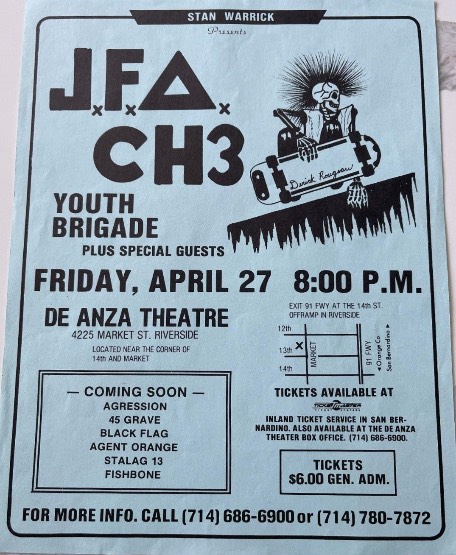 STAN WARRICK
Presents
J.F.A.
CH3
YOUTH
BRIGADE
PLUS SPECIAL GUESTS
FRIDAY, APRIL 27 8:00 P.M.
DE ANZA THEATRE
4225 MARKET ST. RIVERSIDE
LOCATED NEAR THE CORNER OF
14th AND MARKET
EXIT 91 FWY AT THE 14th ST.
OFFRAMP IN RIVERSIDE
12th
13th X
14th
MARKET
91 FWY
Orange Co.
San Bernardino
— COMING SOON —
AGRESSION
45 GRAVE
BLACK FLAG
AGENT ORANGE
STALAG 13
FISHBONE
TICKETS AVAILABLE AT
TICKETMASTER
INLAND TICKET SERVICE IN SAN BER-
NARDINO. ALSO AVAILABLE AT THE DE ANZA
THEATER BOX OFFICE. (714) 686-6900.
TICKETS
$6.00 GEN. ADM.
FOR MORE INFO. CALL (714) 686-6900 or (714) 780-7872